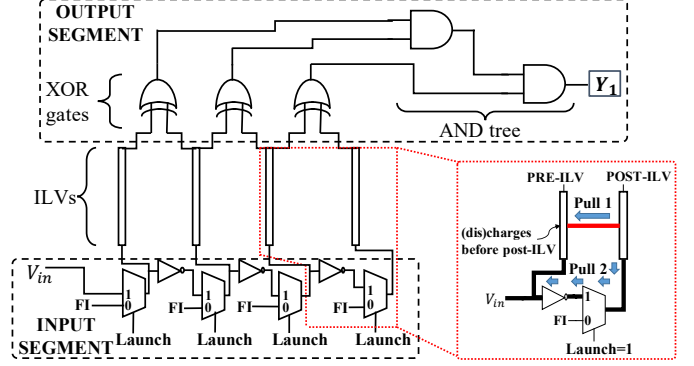 OUTPUT
SEGMENT
XOR
gates
Y₁
AND tree
ILVs
PRE-ILV
POST-ILV
Pull 1
(dis)charges
before post-ILV
Pull 2
V_in
1
0
FI
Launch=1
V_in
1
0
FI
1
0
FI
1
0
FI
1
0
FI
Launch
Launch
Launch
Launch
INPUT
SEGMENT